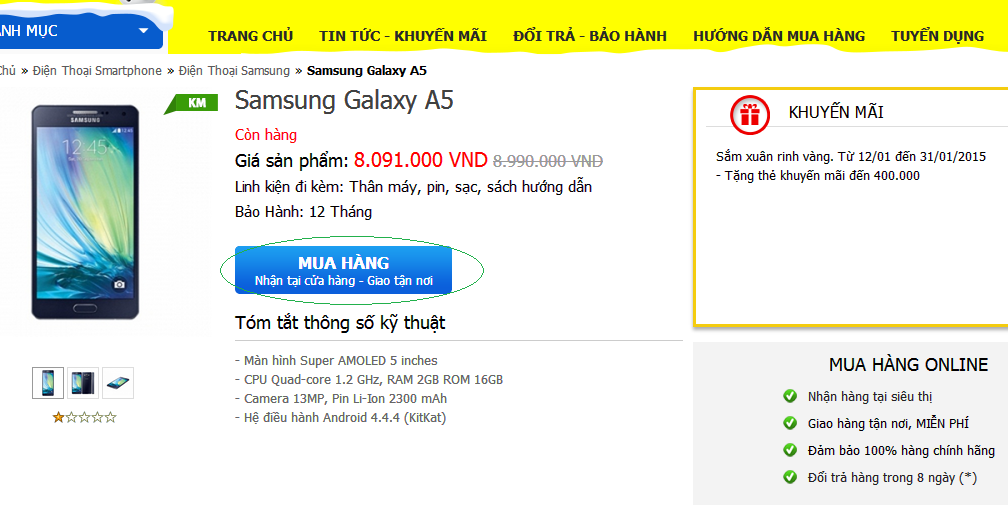 NH MỤC
TRANG CHỦ TIN TỨC - KHUYẾN MÃI ĐỔI TRẢ - BẢO HÀNH HƯỚNG DẪN MUA HÀNG TUYỂN DỤNG
Chủ » Điện Thoại Smartphone » Điện Thoại Samsung » Samsung Galaxy A5
KM
Samsung Galaxy A5
Còn hàng
Giá sản phẩm: 8.091.000 VND 8.990.000 VND
Linh kiện đi kèm: Thân máy, pin, sạc, sách hướng dẫn
Bảo Hành: 12 Tháng
MUA HÀNG
Nhận tại cửa hàng - Giao tận nơi
Tóm tắt thông số kỹ thuật
- Màn hình Super AMOLED 5 inches
- CPU Quad-core 1.2 GHz, RAM 2GB ROM 16GB
- Camera 13MP, Pin Li-Ion 2300 mAh
- Hệ điều hành Android 4.4.4 (KitKat)
SAMSUNG
12:45
KHUYẾN MÃI
Sắm xuân rinh vàng. Từ 12/01 đến 31/01/2015
- Tặng thẻ khuyến mãi đến 400.000
MUA HÀNG ONLINE
Nhận hàng tại siêu thị
Giao hàng tận nơi, MIỄN PHÍ
Đảm bảo 100% hàng chính hãng
Đổi trả hàng trong 8 ngày (*)